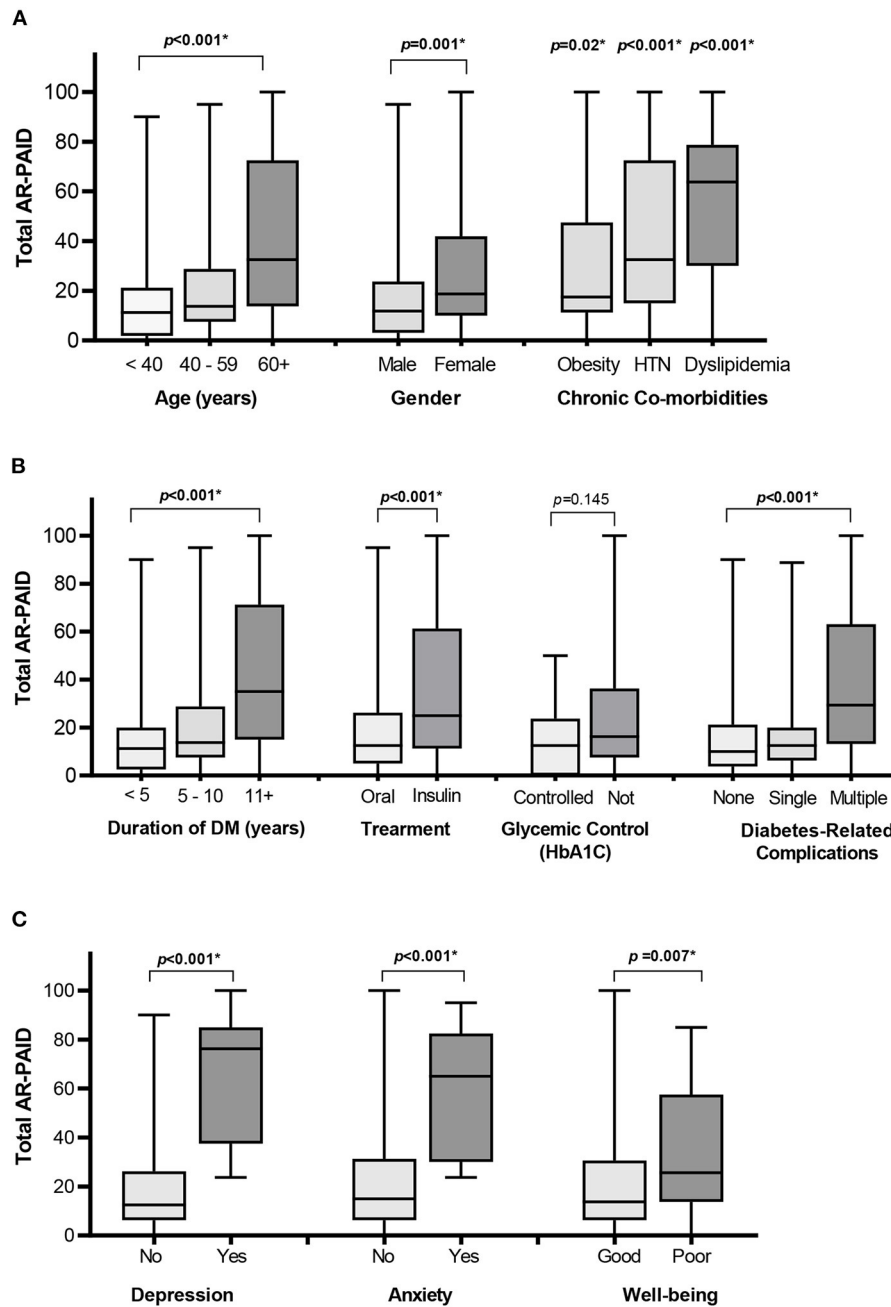 A
p<0.001*
p=0.001*
p=0.02* p<0.001* p<0.001*
Total AR-PAID
100
80
60
40
20
0
< 40 40 - 59 60+
Male Female
Obesity HTN Dyslipidemia
Age (years)
Gender
Chronic Co-morbidities
B
p<0.001*
p<0.001*
p=0.145
p<0.001*
Total AR-PAID
100
80
60
40
20
0
< 5 5 - 10 11+
Oral Insulin
Controlled Not
None Single Multiple
Duration of DM (years)
Trearment
Glycemic Control
(HbA1C)
Diabetes-Related
Complications
C
p<0.001*
p<0.001*
p =0.007*
Total AR-PAID
100
80
60
40
20
0
No Yes
No Yes
Good Poor
Depression
Anxiety
Well-being